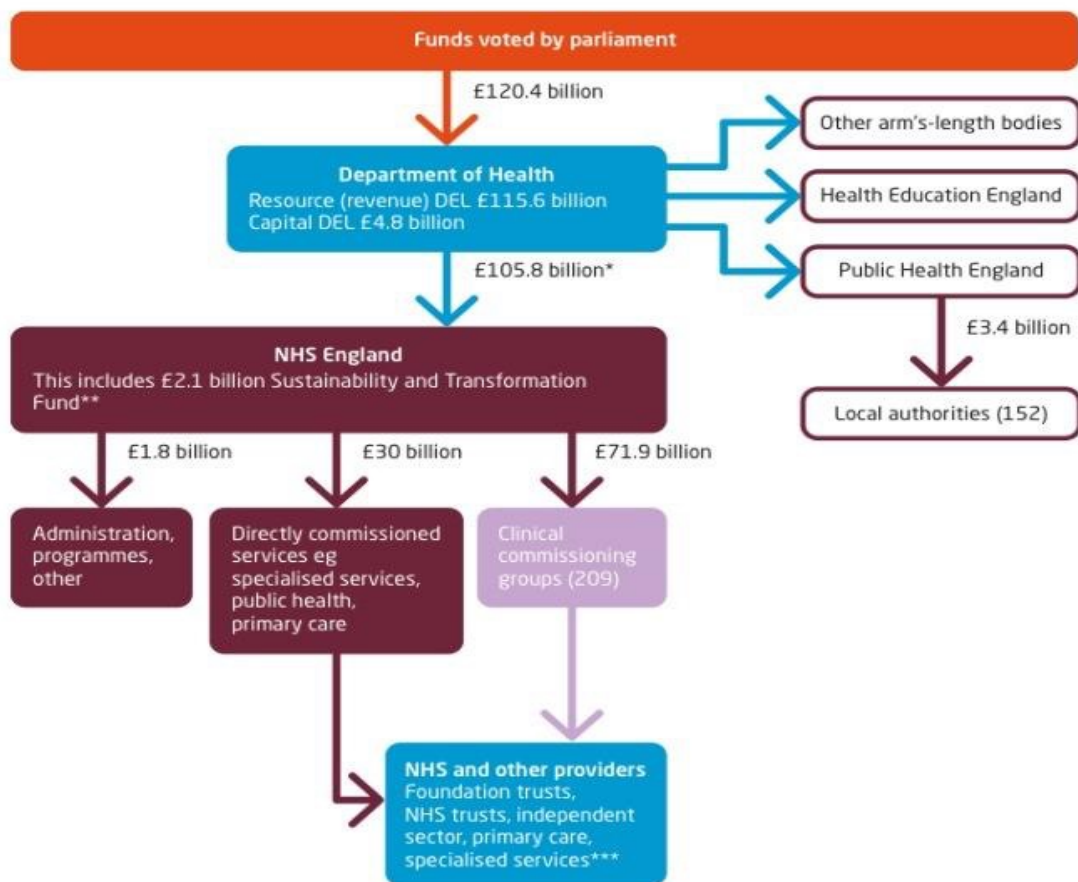 Funds voted by parliament
£120.4 billion
Other arm's-length bodies
Department of Health
Resource (revenue) DEL £115.6 billion
Capital DEL £4.8 billion
Health Education England
Public Health England
£105.8 billion*
£3.4 billion
NHS England
This includes £2.1 billion Sustainability and Transformation
Fund**
Local authorities (152)
£1.8 billion
£30 billion
£71.9 billion
Administration,
programmes,
other
Directly commissioned
services eg
specialised services,
public health,
primary care
Clinical
commissioning
groups (209)
NHS and other providers
Foundation trusts,
NHS trusts, independent
sector, primary care,
specialised services***